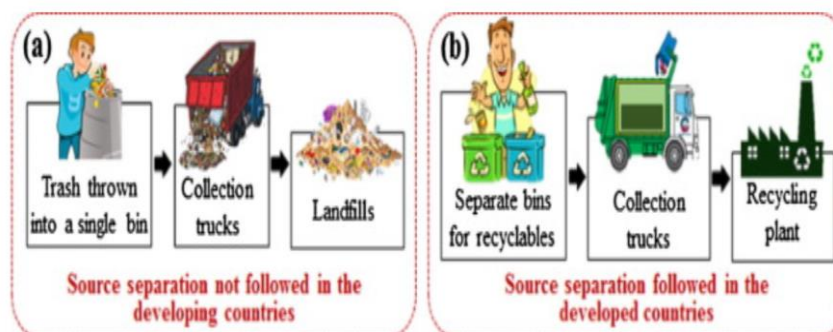 (a)
Trash thrown
into a single bin
Collection
trucks
Landfills
Source separation not followed in the
developing countries
(b)
Separate bins
for recyclables
Collection
trucks
Recycling
plant
Source separation followed in the
developed countries